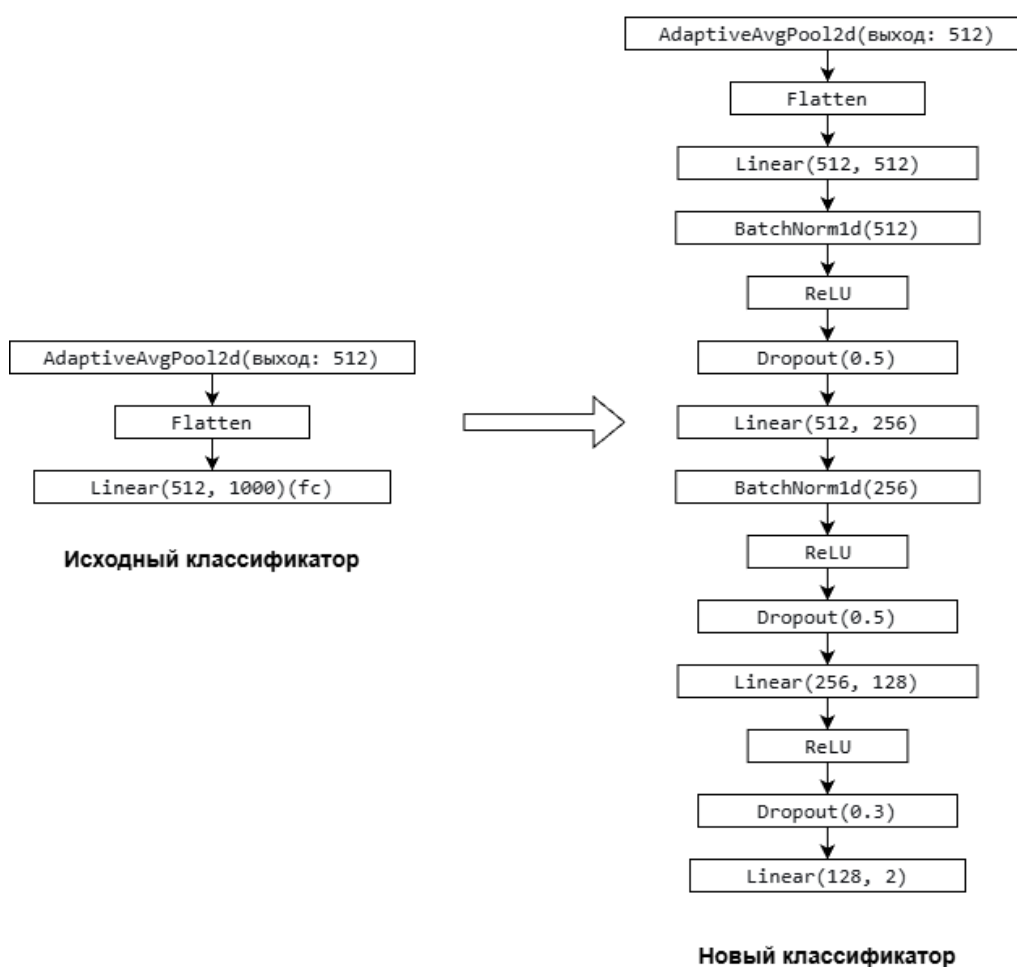 AdaptiveAvgPool2d(выход: 512)
Flatten
Linear(512, 1000)(fc)
Исходный классификатор
AdaptiveAvgPool2d(выход: 512)
Flatten
Linear(512, 512)
BatchNorm1d(512)
ReLU
Dropout(0.5)
Linear(512, 256)
BatchNorm1d(256)
ReLU
Dropout(0.5)
Linear(256, 128)
ReLU
Dropout(0.3)
Linear(128, 2)
Новый классификатор